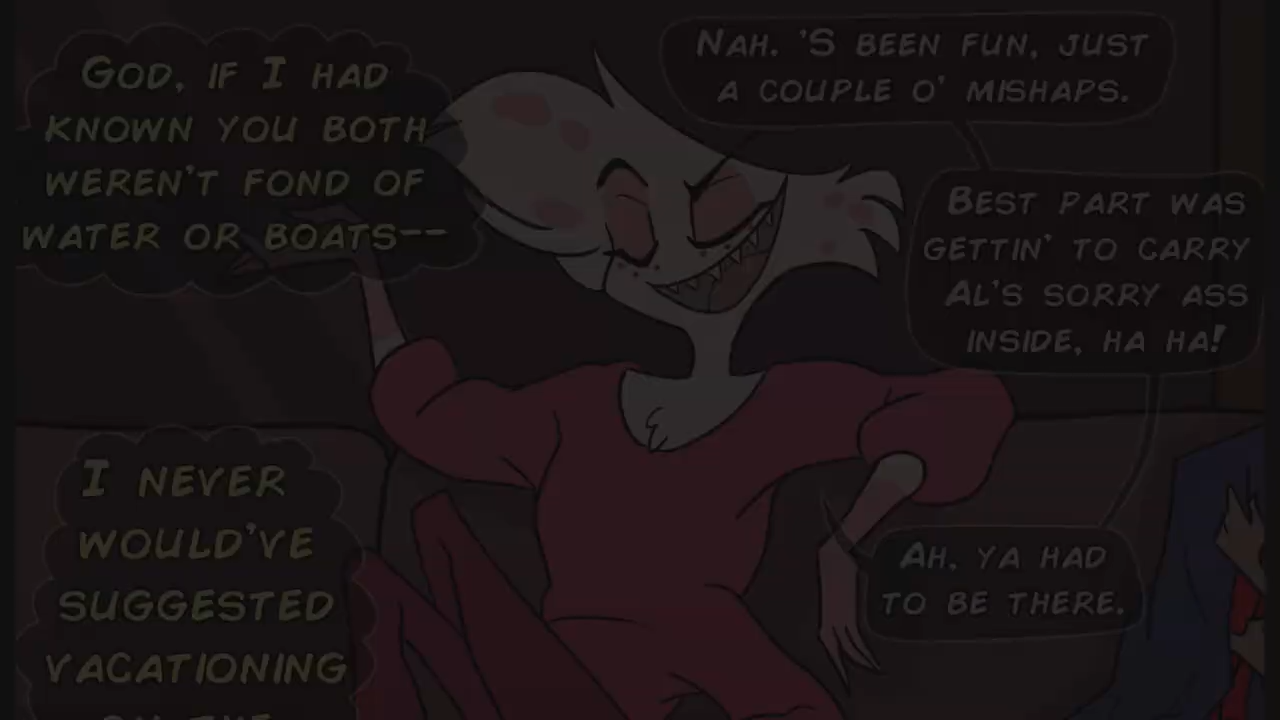 GOD, IF I HAD
KNOWN YOU BOTH
WEREN'T FOND OF
WATER OR BOATS--
NAH. 'S BEEN FUN, JUST
A COUPLE O' MISHAPS.
BEST PART WAS
GETTIN' TO CARRY
AL'S SORRY ASS
INSIDE, HA HA!
I NEVER
WOULD'VE
SUGGESTED
VACATIONING
AH, YA HAD
TO BE THERE.